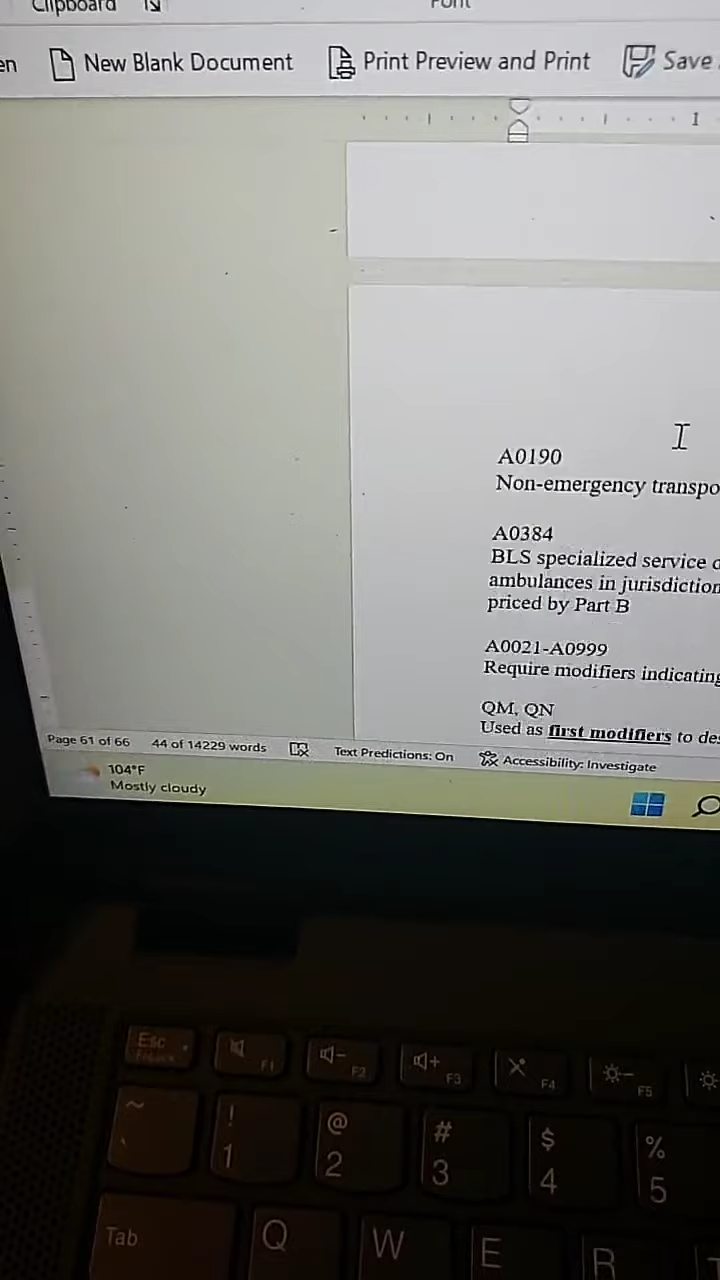 Clipboard
Font
en New Blank Document Print Preview and Print Save
1
A0190
Non-emergency transpo
A0384
BLS specialized service
ambulances in jurisdiction
priced by Part B
A0021-A0999
Require modifiers indicating
QM, QN
Used as first modifiers to des
Page 61 of 66 44 of 14229 words Text Predictions: On Accessibility: Investigate
104°F
Mostly cloudy
Esc
FnLock
F1 F2 F3 F4 F5
~ ! @ # $ %
` 1 2 3 4 5
Tab Q W E R